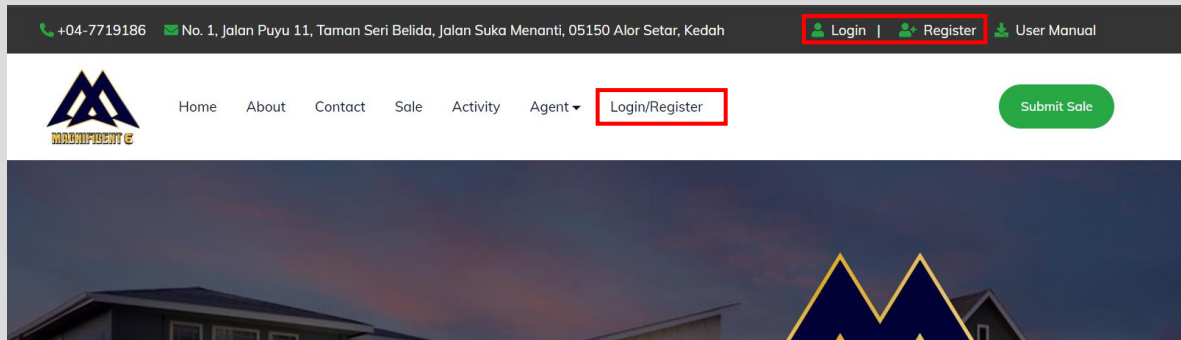 +04-7719186 No. 1, Jalan Puyu 11, Taman Seri Belida, Jalan Suka Menanti, 05150 Alor Setar, Kedah Login | Register User Manual
MAGNIFICENT 6
Home About Contact Sale Activity Agent Login/Register Submit Sale